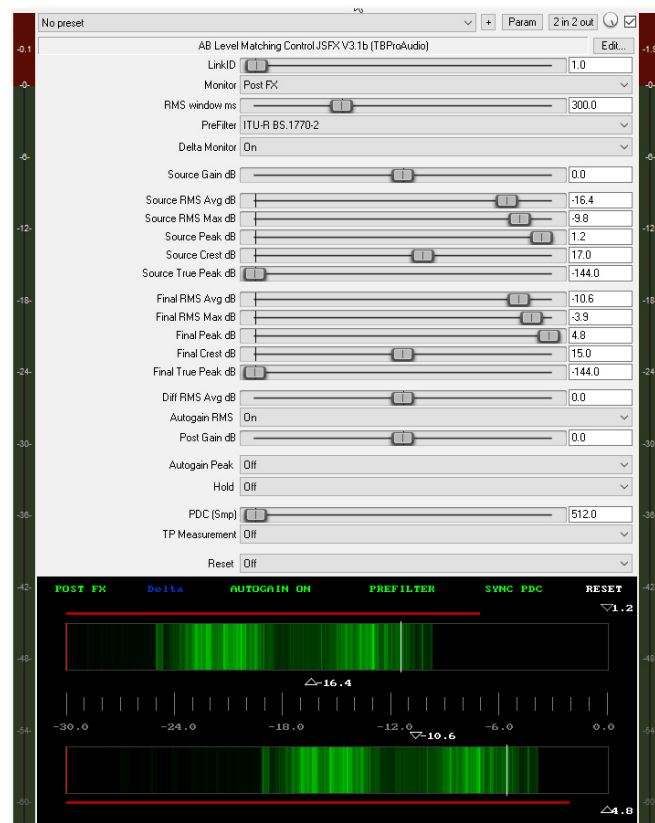 No preset + Param 2 in 2 out
AB Level Matching Control JSFX V3.1b (TBProAudio) Edit...
LinkID 1.0
Monitor Post FX
RMS window ms 300.0
PreFilter ITU-R BS.1770-2
Delta Monitor On
Source Gain dB 0.0
Source RMS Avg dB -16.4
Source RMS Max dB -9.8
Source Peak dB 1.2
Source Crest dB 17.0
Source True Peak dB -144.0
Final RMS Avg dB -10.6
Final RMS Max dB -3.9
Final Peak dB 4.8
Final Crest dB 15.0
Final True Peak dB -144.0
Diff RMS Avg dB 0.0
Autogain RMS On
Post Gain dB 0.0
Autogain Peak Off
Hold Off
PDC (Smp) 512.0
TP Measurement Off
Reset Off
POST FX Delta AUTOGAIN ON PREFILTER SYNC PDC RESET
1.2
-16.4
-30.0 -24.0 -18.0 -12.0 -6.0 0.0
-10.6
4.8
-0.1
-0-
-6-
-12-
-18-
-24-
-30-
-36-
-42-
-48-
-54-
-60-